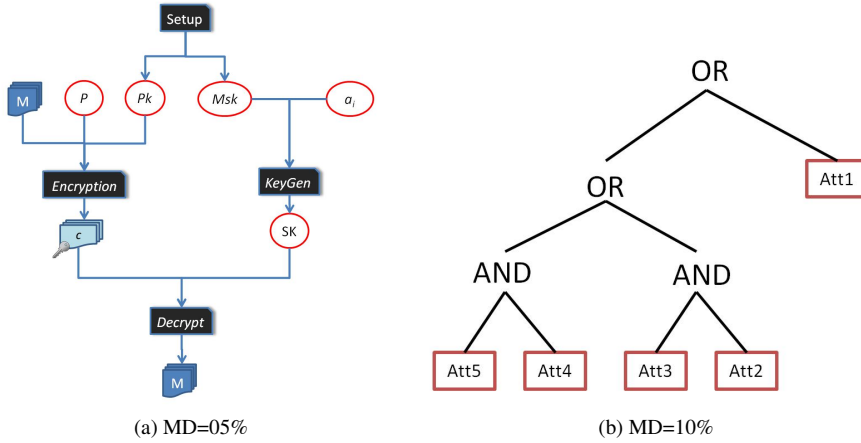 Setup
M P Pk Msk ai
Encryption KeyGen
c SK
Decrypt
M
(a) MD=05%
OR
OR Att1
AND AND
Att5 Att4 Att3 Att2
(b) MD=10%